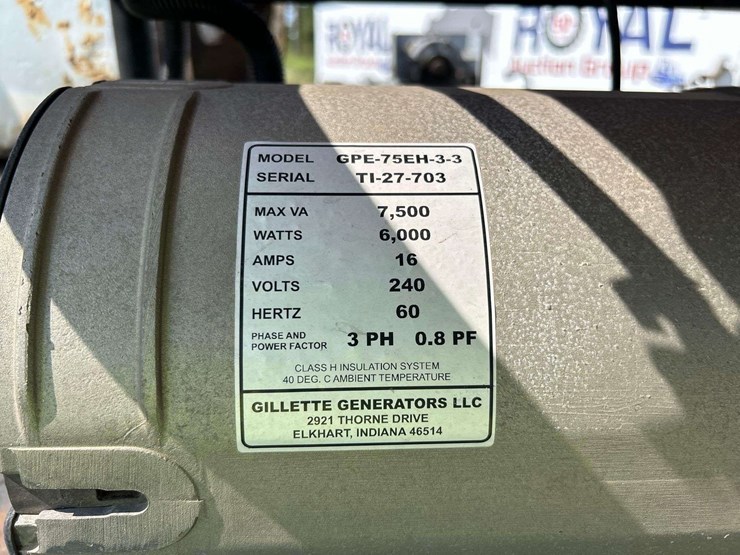 ROYAL
ROYAL
Auction Group
MODEL GPE-75EH-3-3
SERIAL TI-27-703
MAX VA 7,500
WATTS 6,000
AMPS 16
VOLTS 240
HERTZ 60
PHASE AND POWER FACTOR 3 PH 0.8 PF
CLASS H INSULATION SYSTEM
40 DEG. C AMBIENT TEMPERATURE
GILLETTE GENERATORS LLC
2921 THORNE DRIVE
ELKHART, INDIANA 46514